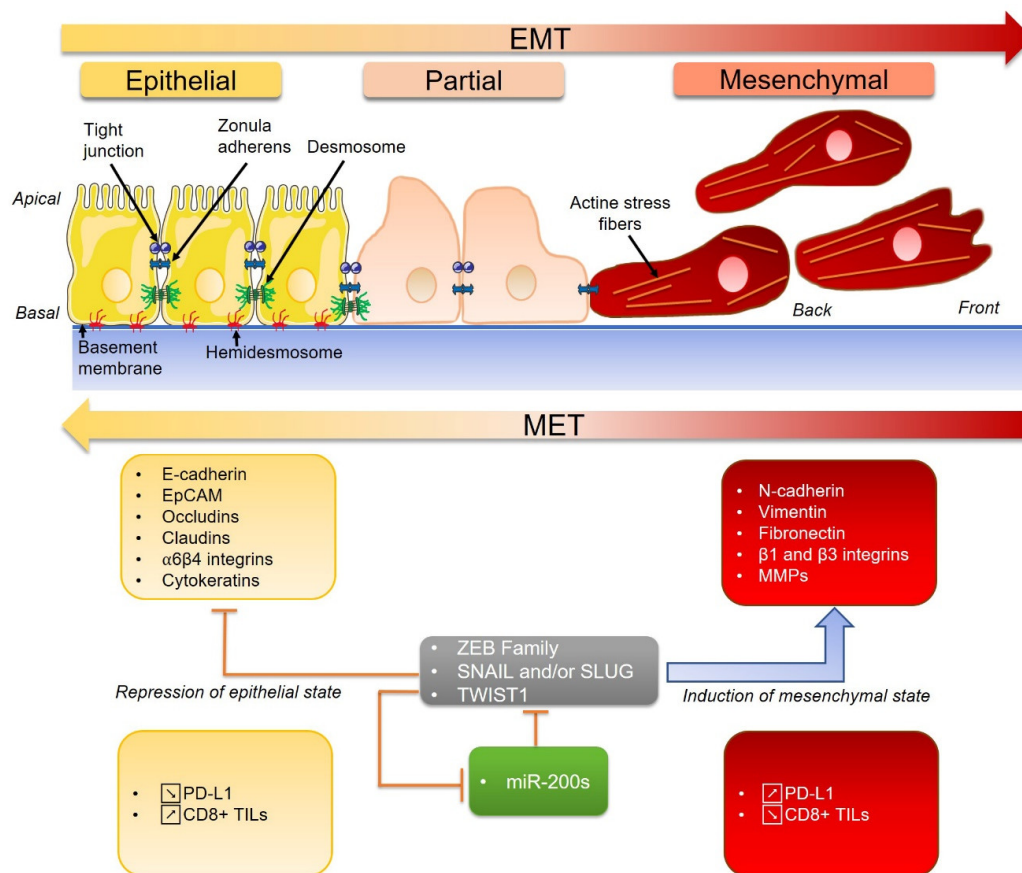 EMT
Epithelial
Partial
Mesenchymal
Tight
junction
Zonula
adherens
Desmosome
Apical
Actine stress
fibers
Basal
Back
Front
Basement
membrane
Hemidesmosome
MET
• E-cadherin
• EpCAM
• Occludins
• Claudins
• α6β4 integrins
• Cytokeratins
• N-cadherin
• Vimentin
• Fibronectin
• β1 and β3 integrins
• MMPs
• ZEB Family
• SNAIL and/or SLUG
• TWIST1
Repression of epithelial state
Induction of mesenchymal state
• miR-200s
• ↘ PD-L1
• ↗ CD8+ TILs
• ↗ PD-L1
• ↘ CD8+ TILs